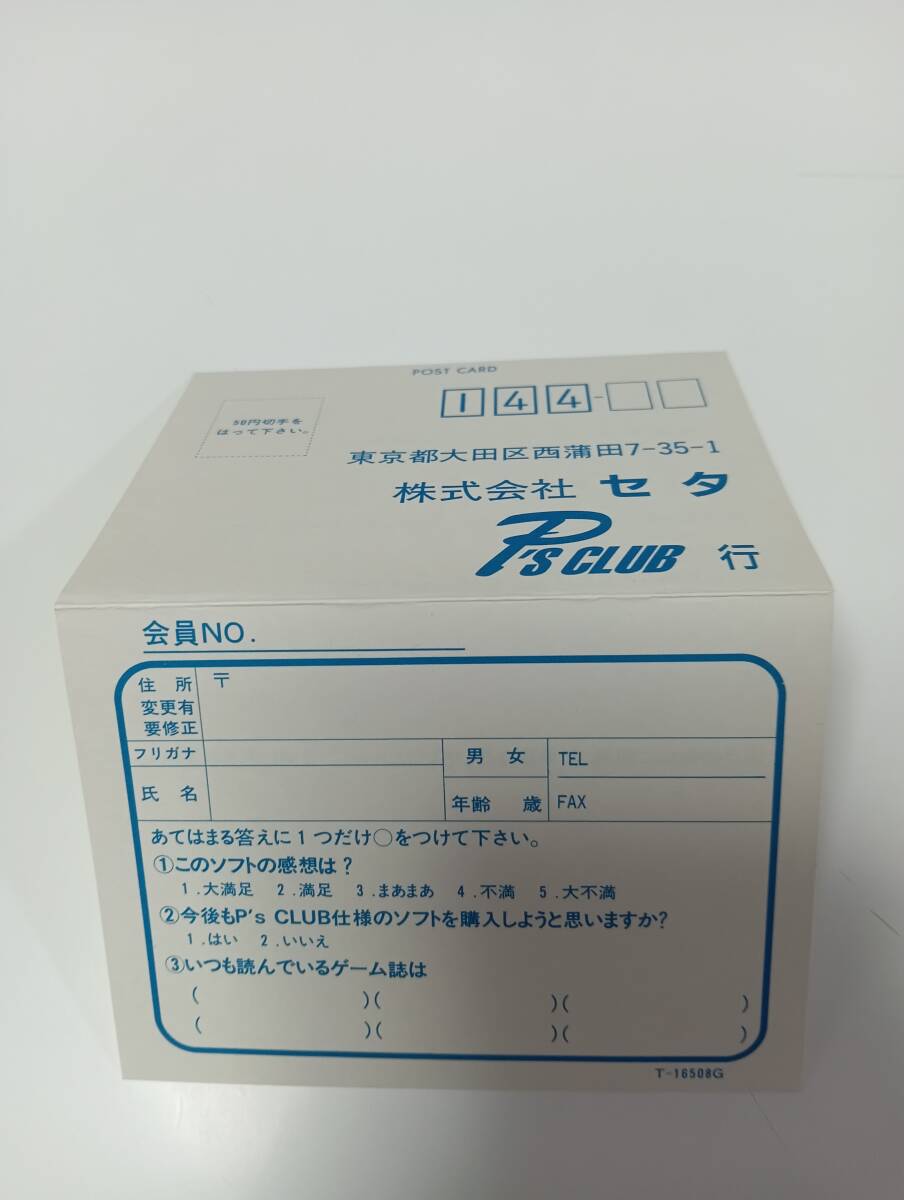 POST CARD
144-
50円切手を
はって下さい。
東京都大田区西蒲田7-35-1
株式会社 セタ
P'S CLUB 行
会員NO.
住所 〒
変更有
要修正
フリガナ 男 女 TEL
氏名 年齢 歳 FAX
あてはまる答えに1つだけ○をつけて下さい。
①このソフトの感想は?
1.大満足 2.満足 3.まあまあ 4.不満 5.大不満
②今後もP's CLUB仕様のソフトを購入しようと思いますか?
1.はい 2.いいえ
③いつも読んでいるゲーム誌は
( )( )( )
( )( )( )
T-16508G